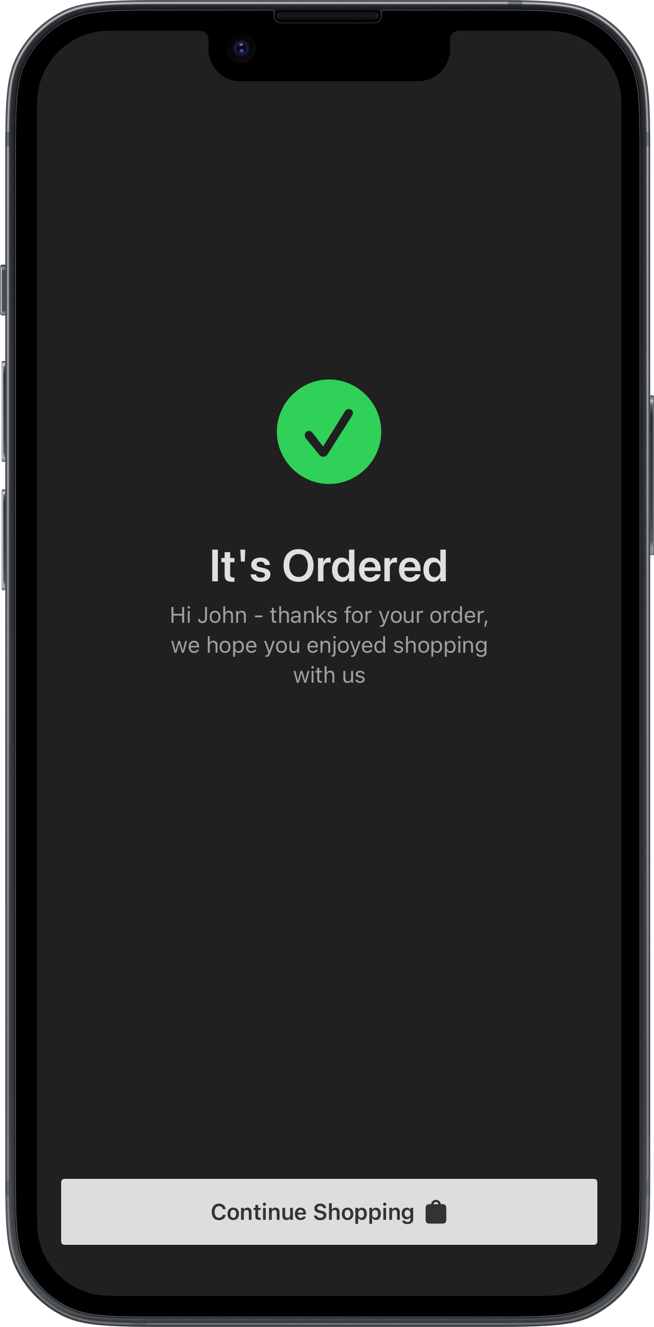 It's Ordered
Hi John - thanks for your order,
we hope you enjoyed shopping
with us
Continue Shopping